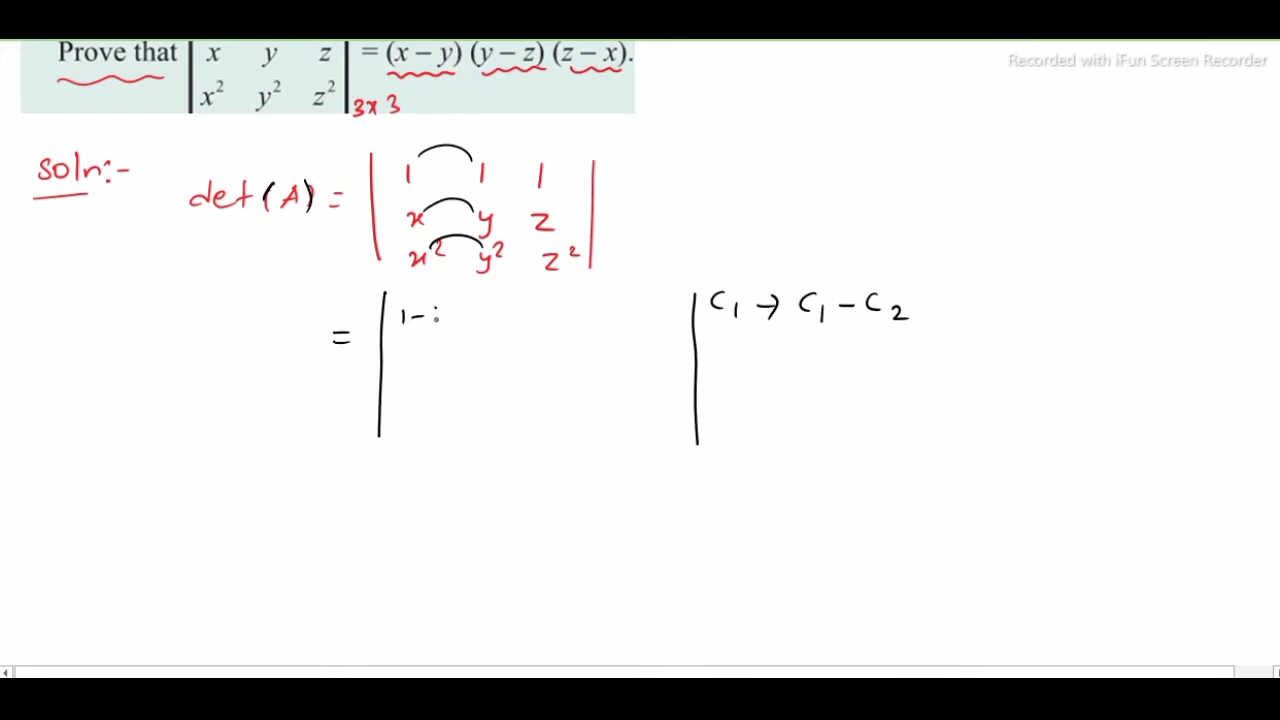 Prove that | x y z | = (x – y) (y – z) (z – x).
x² y² z² 3x3
Recorded with iFun Screen Recorder
Soln:-
det(A) = | 1 1 1 |
x y z
x² y² z²
= | 1- | C₁ → C₁ - C₂